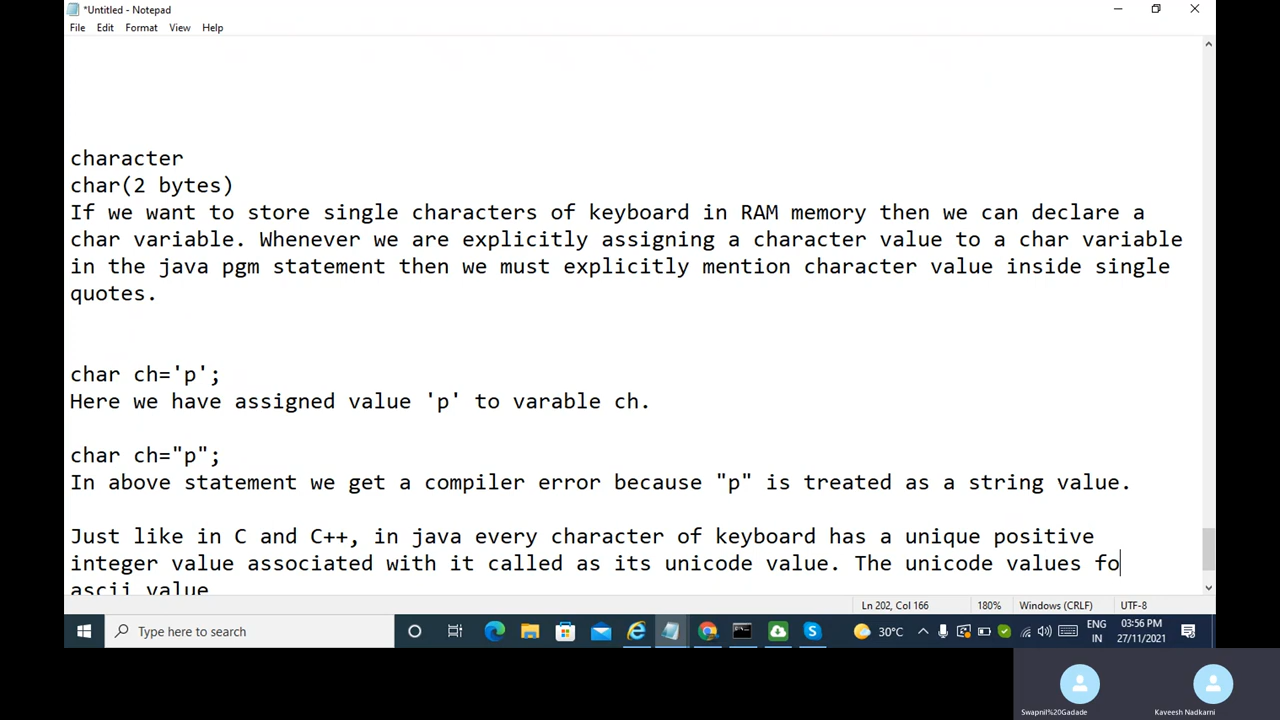 *Untitled - Notepad
File Edit Format View Help
character
char(2 bytes)
If we want to store single characters of keyboard in RAM memory then we can declare a
char variable. Whenever we are explicitly assigning a character value to a char variable
in the java pgm statement then we must explicitly mention character value inside single
quotes.
char ch='p';
Here we have assigned value 'p' to varable ch.
char ch="p";
In above statement we get a compiler error because "p" is treated as a string value.
Just like in C and C++, in java every character of keyboard has a unique positive
integer value associated with it called as its unicode value. The unicode values fo
ascii value
Ln 202, Col 166 180% Windows (CRLF) UTF-8
Type here to search
30°C
ENG
IN
03:56 PM
27/11/2021
Swapnil%20Gadade
Kaveesh Nadkarni